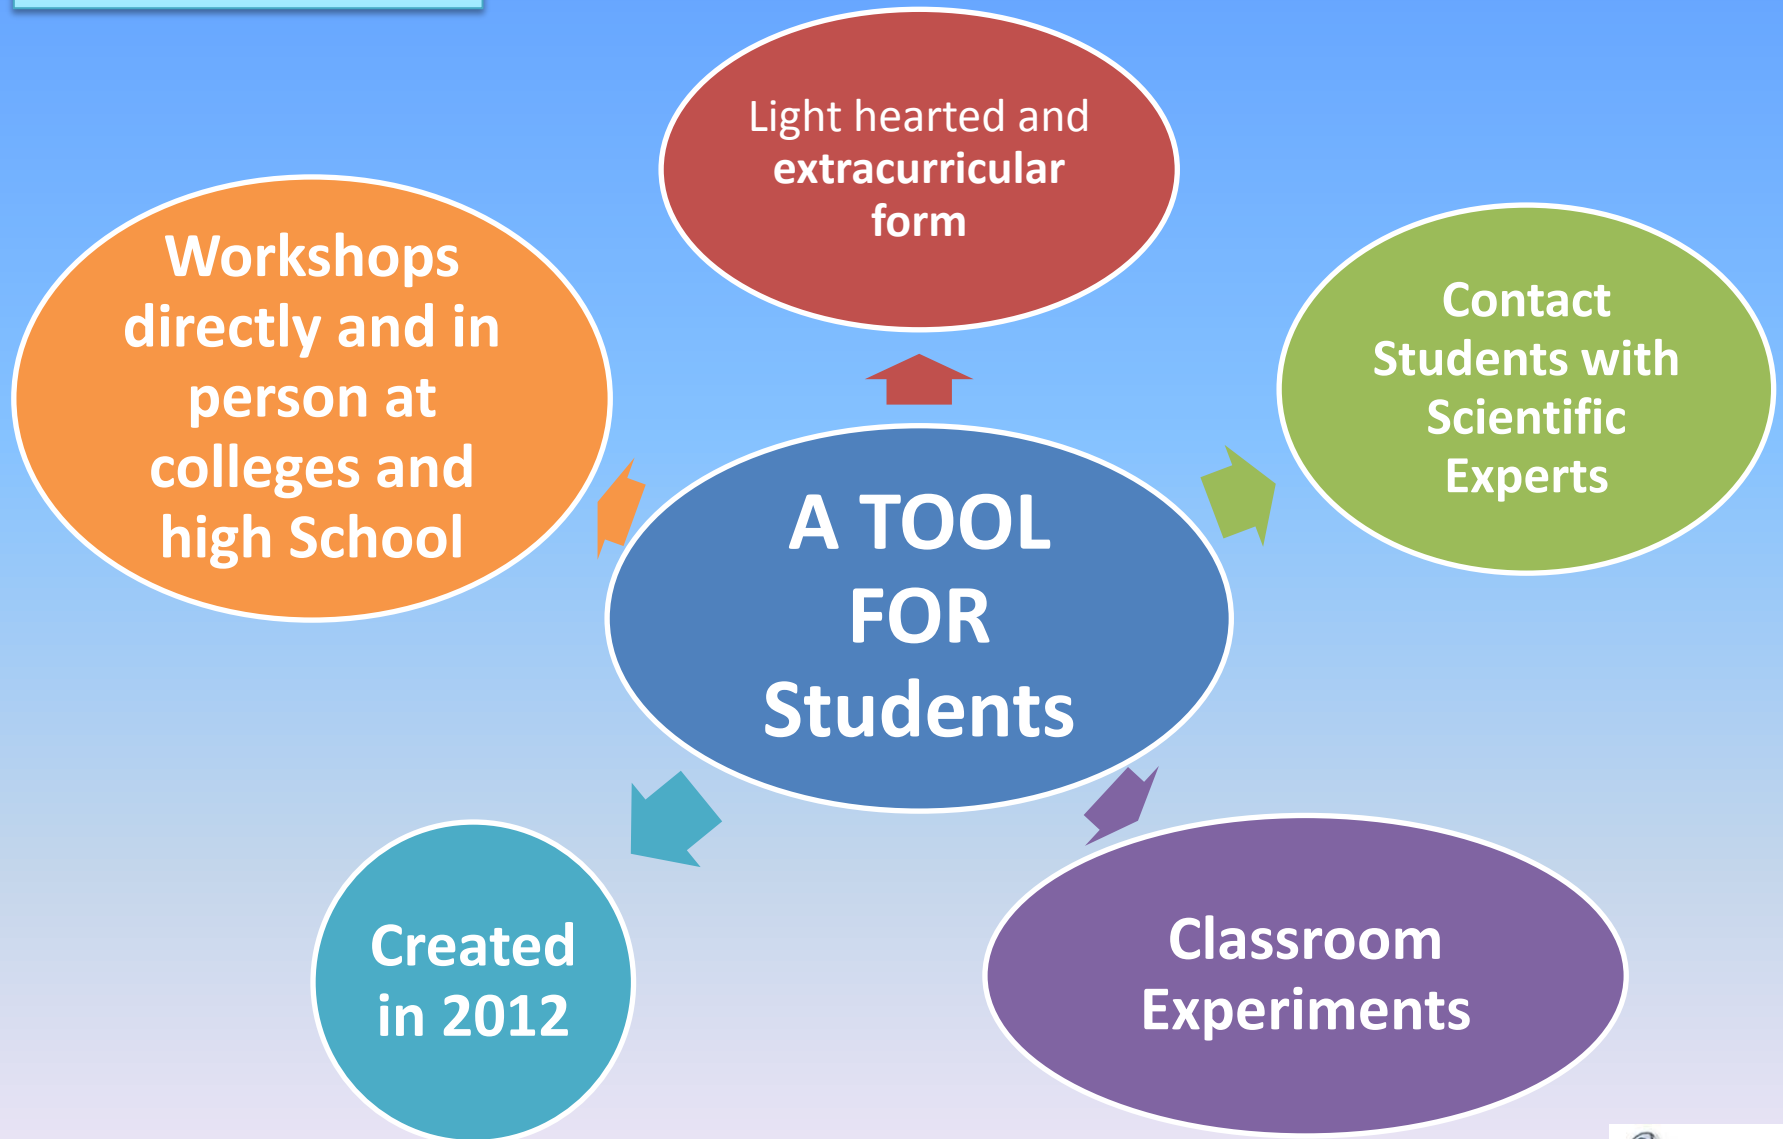 Light hearted and
extracurricular
form
Workshops
directly and in
person at
colleges and
high School
Contact
Students with
Scientific
Experts
A TOOL
FOR
Students
Created
in 2012
Classroom
Experiments